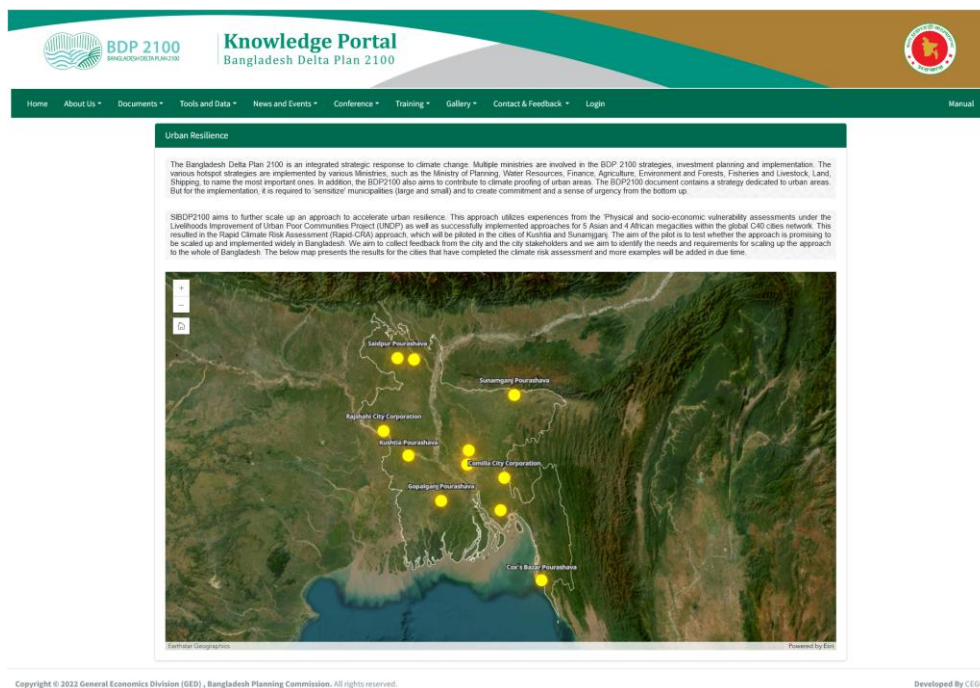 BDP 2100
BANGLADESH DELTA PLAN 2100
Knowledge Portal
Bangladesh Delta Plan 2100
Home About Us Documents Tools and Data News and Events Conference Training Gallery Contact & Feedback Login Manual
Urban Resilience
The Bangladesh Delta Plan 2100 is an integrated strategic response to climate change. Multiple ministries are involved in the BDP 2100 strategies, investment planning and implementation. The
various hotspot strategies are implemented by various Ministries, such as the Ministry of Planning, Water Resources, Finance, Agriculture, Environment and Forests, Fisheries and Livestock, Land,
Shipping, to name the most important ones. In addition, the BDP2100 also aims to contribute to climate proofing of urban areas. The BDP2100 document contains a strategy dedicated to urban areas.
But for the implementation, it is required to 'sensitize' municipalities (large and small) and to create commitment and a sense of urgency from the bottom up.
SIBDP2100 aims to further scale up an approach to accelerate urban resilience. This approach utilizes experiences from the 'Physical and socio-economic vulnerability assessments under the
Livelihoods Improvement of Urban Poor Communities Project (UNDP) as well as successfully implemented approaches for 5 Asian and 4 African megacities within the global C40 cities network. This
resulted in the Rapid Climate Risk Assessment (Rapid-CRA) approach, which will be piloted in the cities of Kushtia and Sunamjganj. The aim of the pilot is to test whether the approach is promising to
be scaled up and implemented widely in Bangladesh. We aim to collect feedback from the city and the city stakeholders and we aim to identify the needs and requirements for scaling up the approach
to the whole of Bangladesh. The below map presents the results for the cities that have completed the climate risk assessment and more examples will be added in due time.
+
−
Saidpur Pourashava
Sunamganj Pourashava
Rajshahi City Corporation
Kushtia Pourashava
Comilla City Corporation
Gopalganj Pourashava
Cox's Bazar Pourashava
Earthstar Geographics Powered by Esri
Copyright © 2022 General Economics Division (GED) , Bangladesh Planning Commission. All rights reserved. Developed By